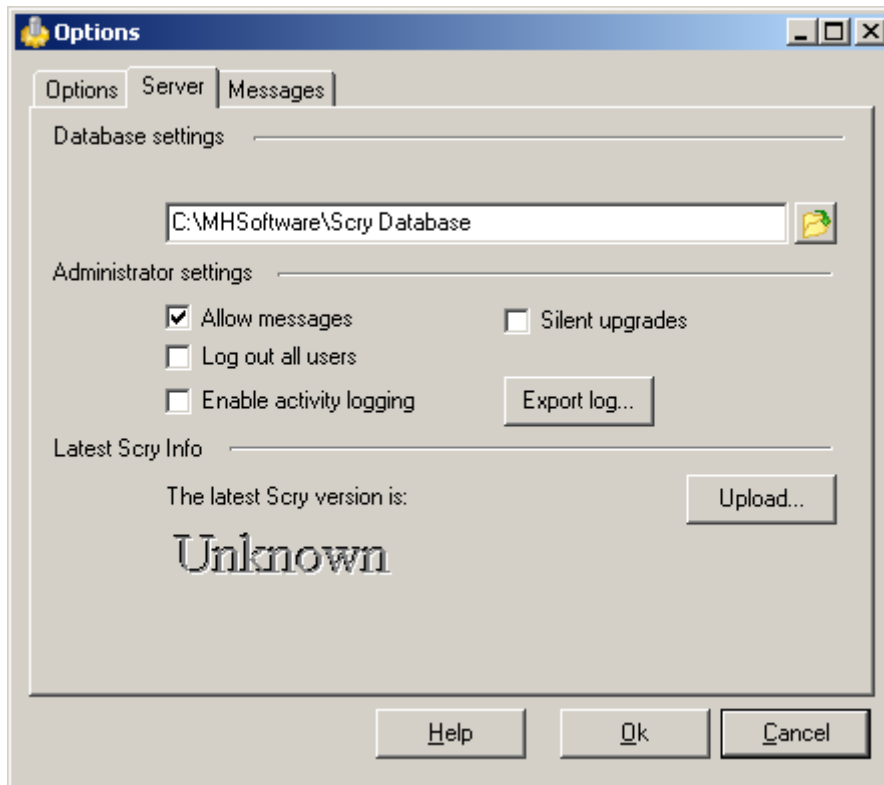 Options
Options Server Messages
Database settings
C:\MHSoftware\Scry Database
Administrator settings
Allow messages Silent upgrades
Log out all users
Enable activity logging Export log...
Latest Scry Info
The latest Scry version is: Upload...
Unknown
Help Ok Cancel